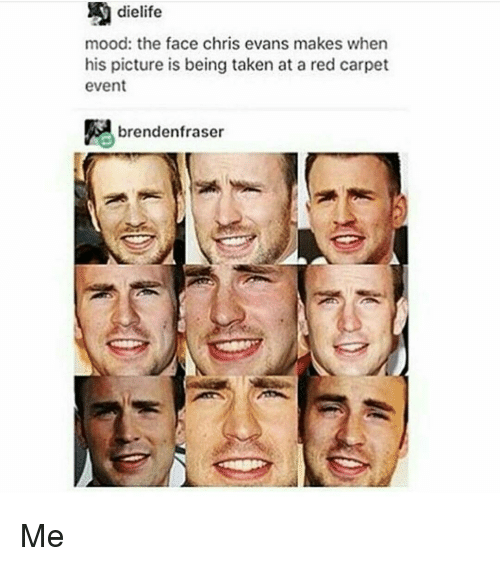 dielife
mood: the face chris evans makes when
his picture is being taken at a red carpet
event
brendenfraser
Me